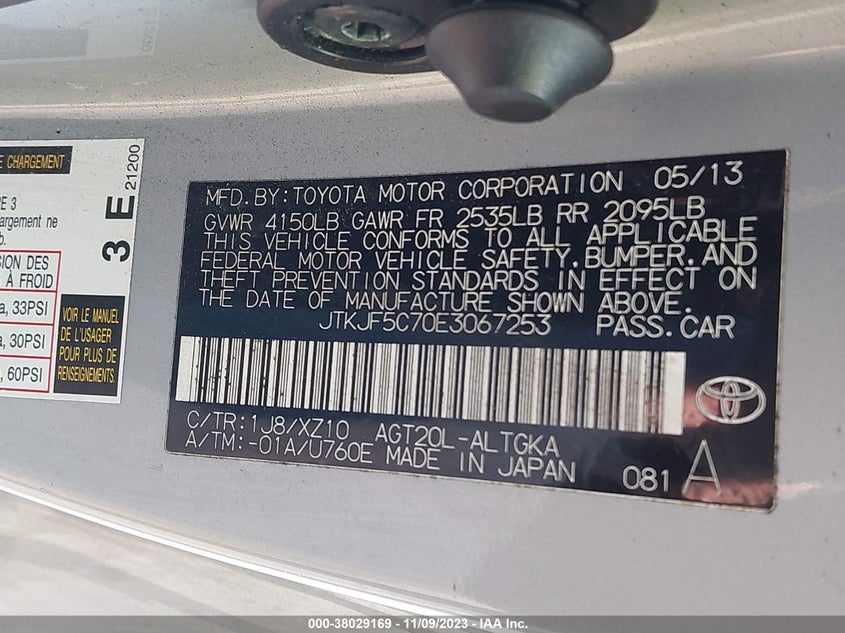 E CHARGEMENT
E 3
hargement ne
b.
SION DES
À FROID
a, 33PSI
a, 30PSI
, 60PSI
VOIR LE MANUEL
DE L'USAGER
POUR PLUS DE
RENSEIGNEMENTS.
3 E 21200
MFD. BY: TOYOTA MOTOR CORPORATION 05/13
GVWR 4150LB GAWR FR 2535LB RR 2095LB
THIS VEHICLE CONFORMS TO ALL APPLICABLE
FEDERAL MOTOR VEHICLE SAFETY, BUMPER, AND
THEFT PREVENTION STANDARDS IN EFFECT ON
THE DATE OF MANUFACTURE SHOWN ABOVE.
JTKJF5C70E3067253 PASS. CAR
C/TR: 1J8/XZ10 AGT20L-ALTGKA
A/TM: -01A/U760E MADE IN JAPAN 081 A
000-38029169 - 11/09/2023 - IAA Inc.